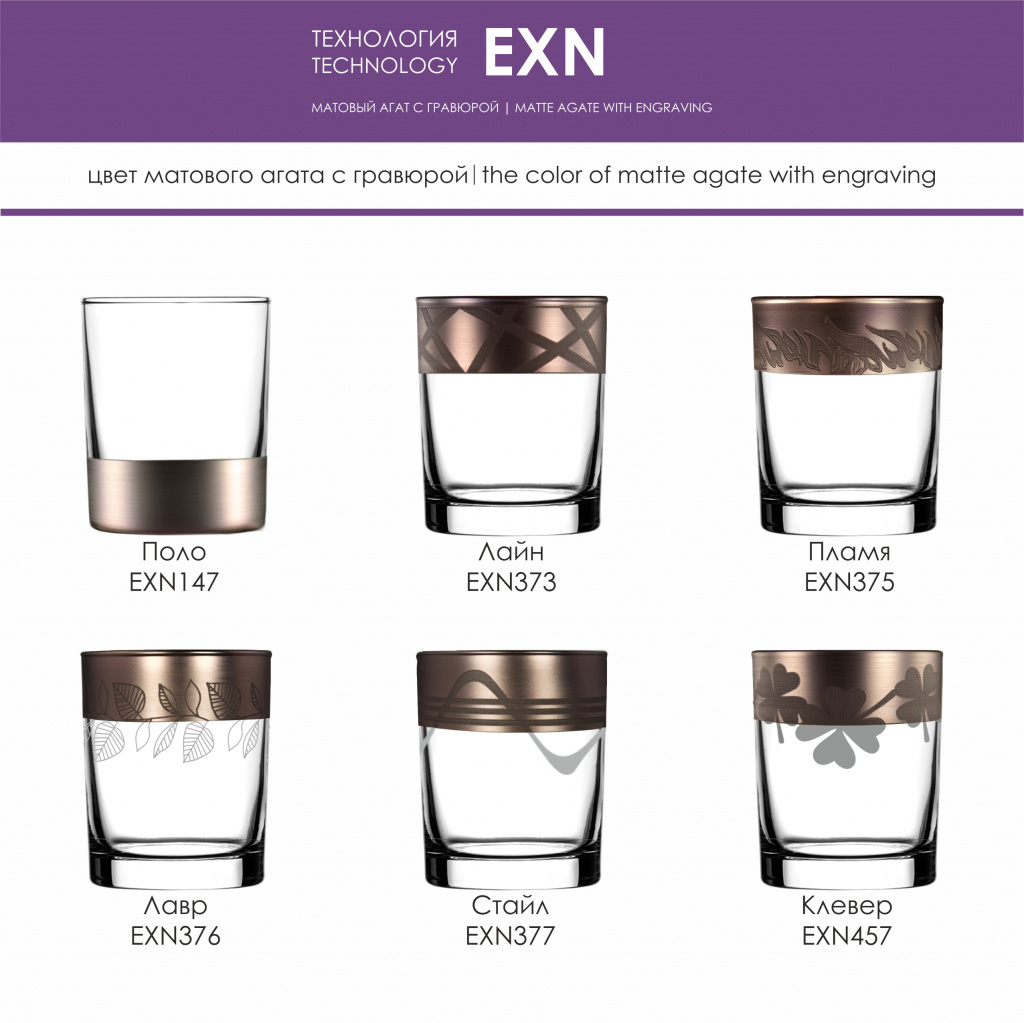 ТЕХНОЛОГИЯ
TECHNOLOGY
EXN
МАТОВЫЙ АГАТ С ГРАВЮРОЙ | MATTE AGATE WITH ENGRAVING
цвет матового агата с гравюрой | the color of matte agate with engraving
Поло
EXN147
Лайн
EXN373
Пламя
EXN375
Лавр
EXN376
Стайл
EXN377
Клевер
EXN457